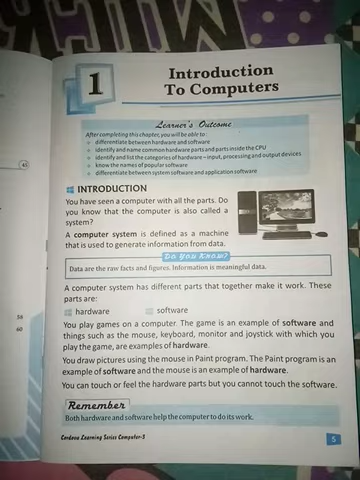 1
Introduction
To Computers
Learner's Outcome
After completing this chapter, you will be able to:
differentiate between hardware and software
identify and name common hardware parts and parts inside the CPU
identify and list the categories of hardware – input, processing and output devices
know the names of popular software
differentiate between system software and application software
INTRODUCTION
You have seen a computer with all the parts. Do
you know that the computer is also called a
system?
A computer system is defined as a machine
that is used to generate information from data.
Do You Know?
Data are the raw facts and figures. Information is meaningful data.
A computer system has different parts that together make it work. These
parts are:
hardware software
You play games on a computer. The game is an example of software and
things such as the mouse, keyboard, monitor and joystick with which you
play the game, are examples of hardware.
You draw pictures using the mouse in Paint program. The Paint program is an
example of software and the mouse is an example of hardware.
You can touch or feel the hardware parts but you cannot touch the software.
Remember
Both hardware and software help the computer to do its work.
Cordova Learning Series Computer-3
5
58
60